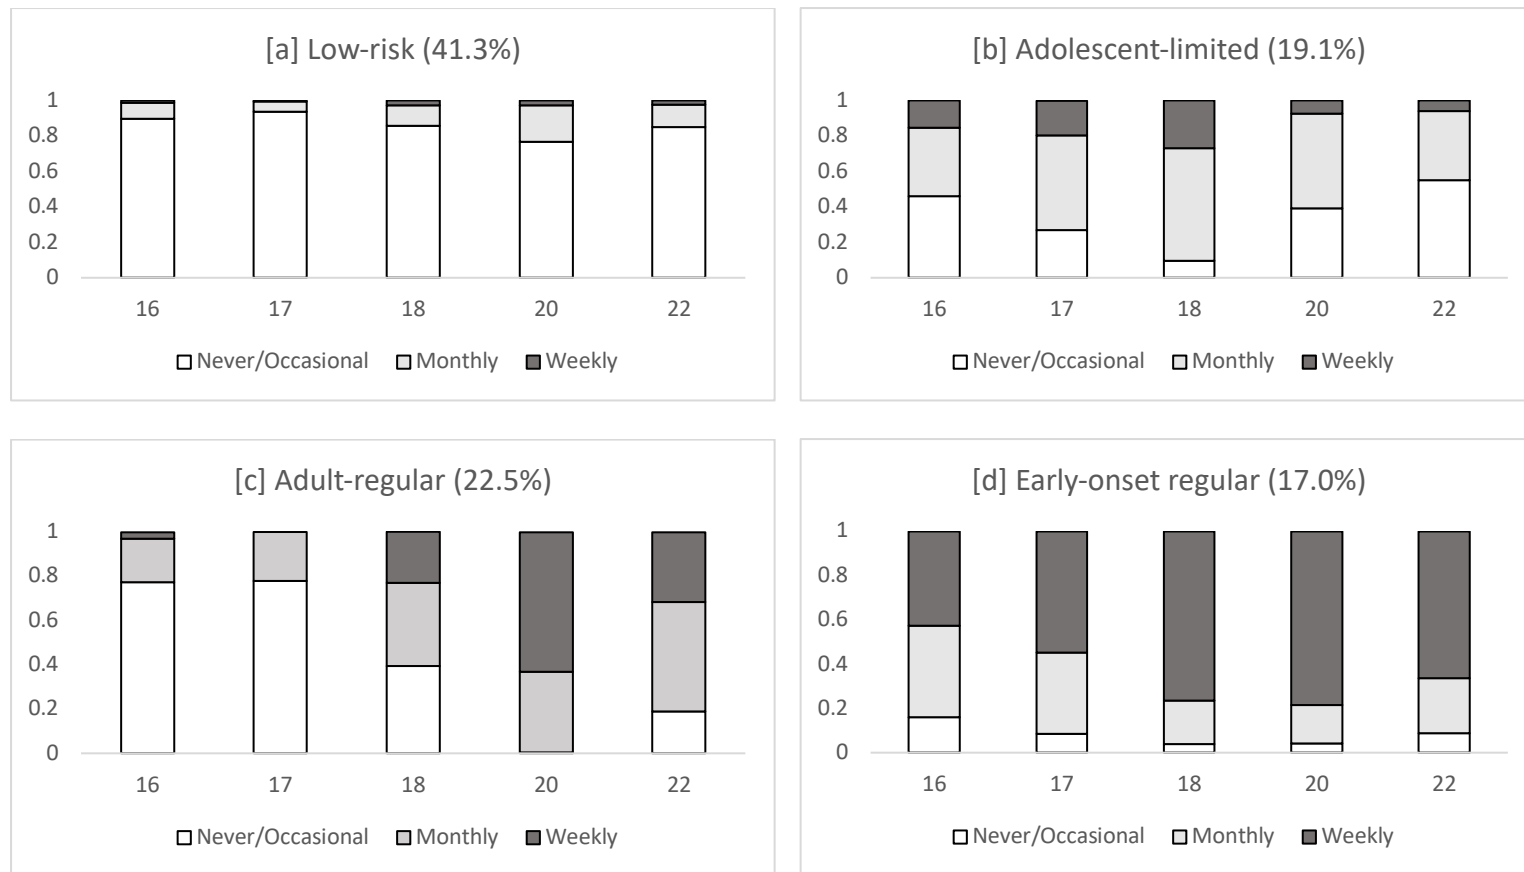 [a] Low-risk (41.3%)
1
0.8
0.6
0.4
0.2
0
16 17 18 20 22
Never/Occasional Monthly Weekly
[b] Adolescent-limited (19.1%)
1
0.8
0.6
0.4
0.2
0
16 17 18 20 22
Never/Occasional Monthly Weekly
[c] Adult-regular (22.5%)
1
0.8
0.6
0.4
0.2
0
16 17 18 20 22
Never/Occasional Monthly Weekly
[d] Early-onset regular (17.0%)
1
0.8
0.6
0.4
0.2
0
16 17 18 20 22
Never/Occasional Monthly Weekly